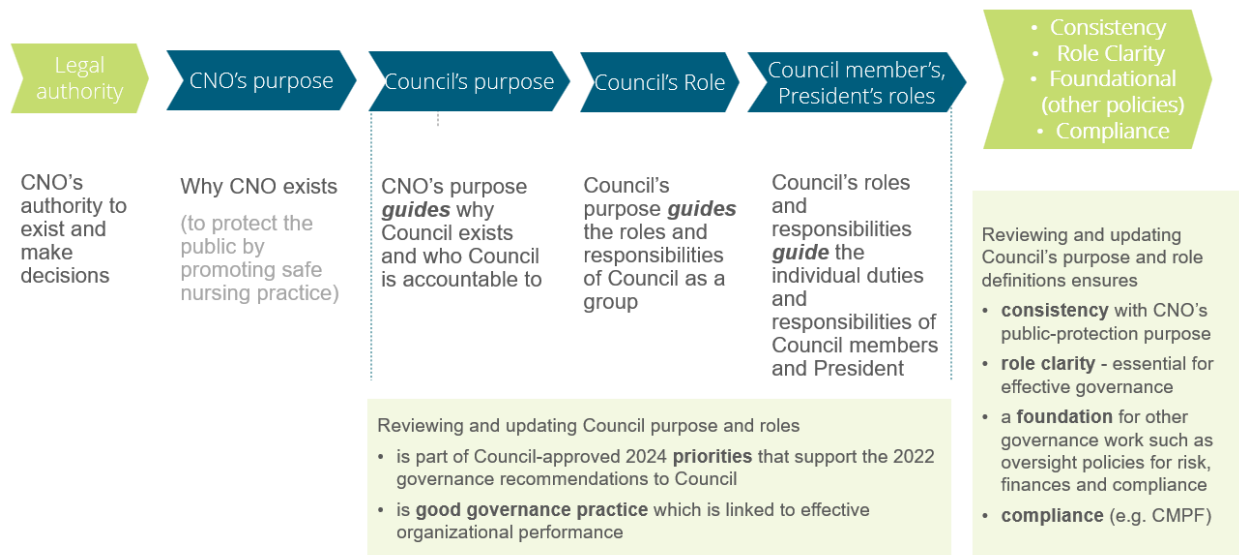 Legal
authority
CNO's purpose
Council's purpose
Council's Role
Council member's,
President's roles
• Consistency
• Role Clarity
• Foundational
(other policies)
• Compliance
CNO's
authority to
exist and
make
decisions
Why CNO exists
(to protect the
public by
promoting safe
nursing practice)
CNO's purpose
guides why
Council exists
and who Council
is accountable to
Council's
purpose guides
the roles and
responsibilities
of Council as a
group
Council's roles
and
responsibilities
guide the
individual duties
and
responsibilities of
Council members
and President
Reviewing and updating Council purpose and roles
• is part of Council-approved 2024 priorities that support the 2022
governance recommendations to Council
• is good governance practice which is linked to effective
organizational performance
Reviewing and updating
Council's purpose and role
definitions ensures
• consistency with CNO's
public-protection purpose
• role clarity - essential for
effective governance
• a foundation for other
governance work such as
oversight policies for risk,
finances and compliance
• compliance (e.g. CMPF)